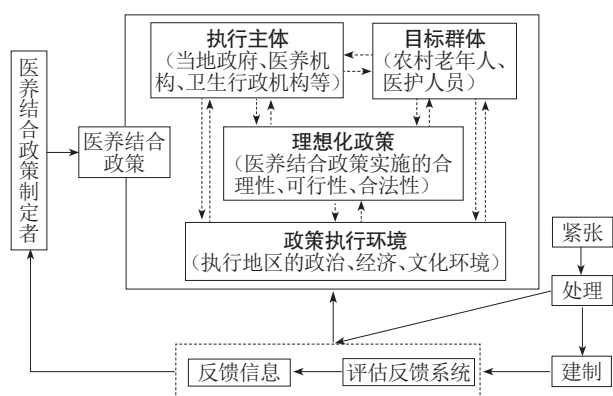 医养结合政策制定者
医养结合
政策
执行主体
(当地政府、医养机
构、卫生行政机构等)
目标群体
(农村老年人、
医护人员)
理想化政策
(医养结合政策实施的合
理性、可行性、合法性)
政策执行环境
(执行地区的政治、经济、文化环境)
紧张
处理
建制
评估反馈系统
反馈信息